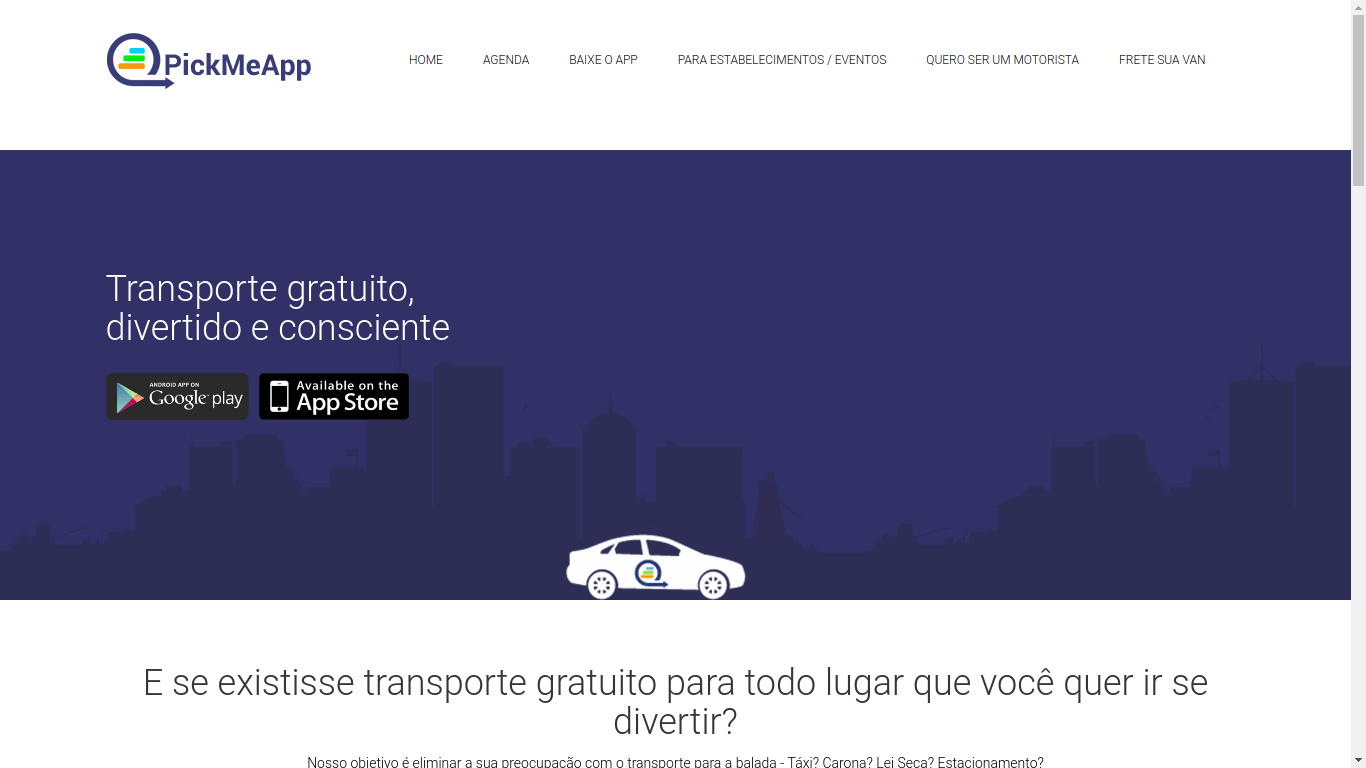 PickMeApp
HOME
AGENDA
BAIXE O APP
PARA ESTABELECIMENTOS / EVENTOS
QUERO SER UM MOTORISTA
FRETE SUA VAN
Transporte gratuito,
divertido e consciente
ANDROID APP ON
Google play
Available on the
App Store
E se existisse transporte gratuito para todo lugar que você quer ir se
divertir?
Nosso objetivo é eliminar a sua preocupação com o transporte para a balada - Táxi? Carona? Lei Seca? Estacionamento?